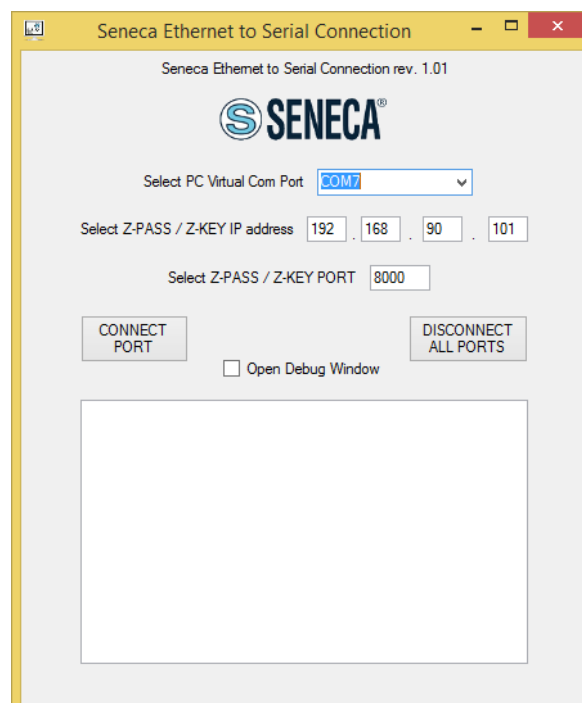 Seneca Ethernet to Serial Connection
Seneca Ethernet to Serial Connection rev. 1.01
S SENECA®
Select PC Virtual Com Port COM7
Select Z-PASS / Z-KEY IP address 192 . 168 . 90 . 101
Select Z-PASS / Z-KEY PORT 8000
CONNECT PORT
DISCONNECT ALL PORTS
Open Debug Window